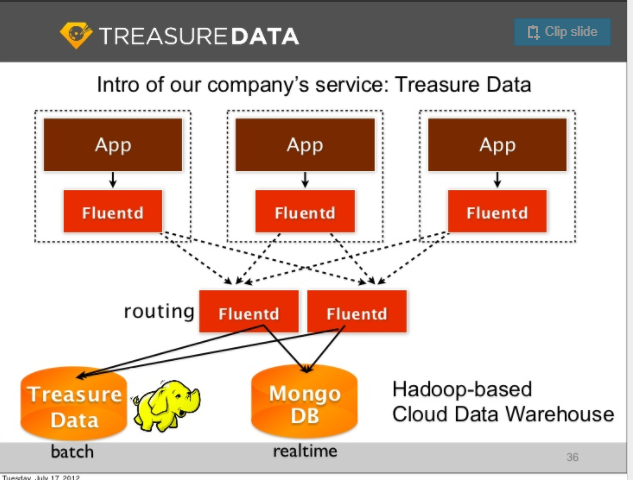 TREASUREDATA
Clip slide
Intro of our company's service: Treasure Data
App
App
App
Fluentd
Fluentd
Fluentd
routing
Fluentd
Fluentd
Treasure
Data
batch
Mongo
DB
realtime
Hadoop-based
Cloud Data Warehouse
36
Tuesday, July 17, 2012